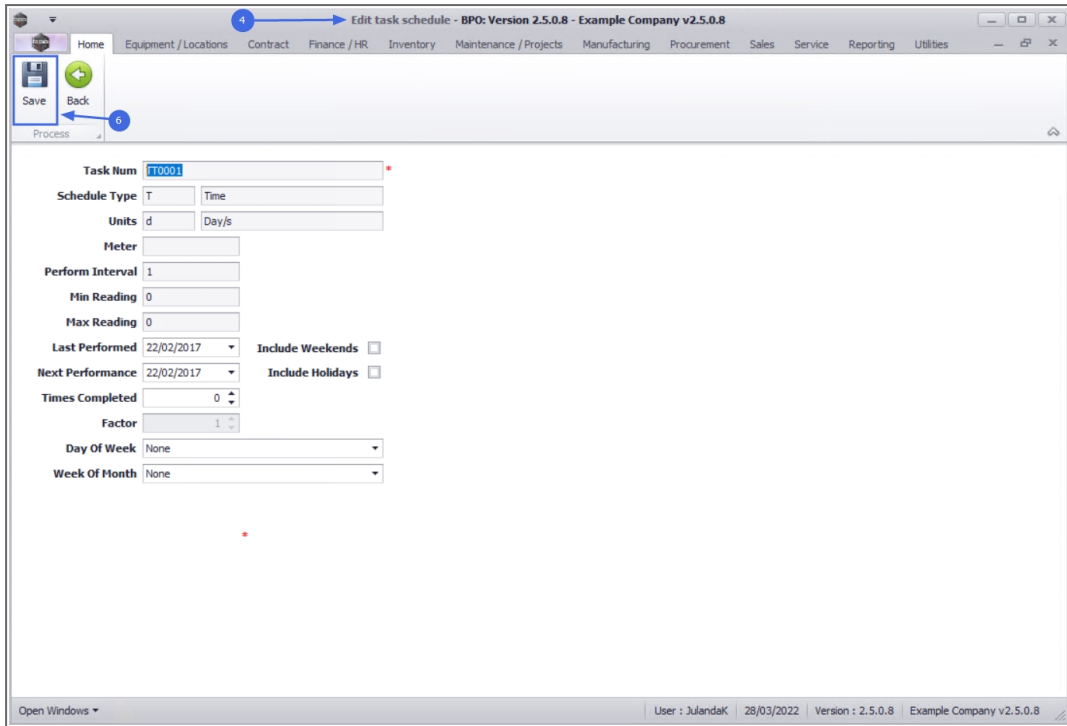 4
Edit task schedule - BPO: Version 2.5.0.8 - Example Company v2.5.0.8
Home Equipment / Locations Contract Finance / HR Inventory Maintenance / Projects Manufacturing Procurement Sales Service Reporting Utilities
Save Back
6
Process
Task Num TT0001 *
Schedule Type T Time
Units d Day/s
Meter
Perform Interval 1
Min Reading 0
Max Reading 0
Last Performed 22/02/2017 Include Weekends
Next Performance 22/02/2017 Include Holidays
Times Completed 0
Factor 1
Day Of Week None
Week Of Month None
*
Open Windows User : JulandaK 28/03/2022 Version : 2.5.0.8 Example Company v2.5.0.8